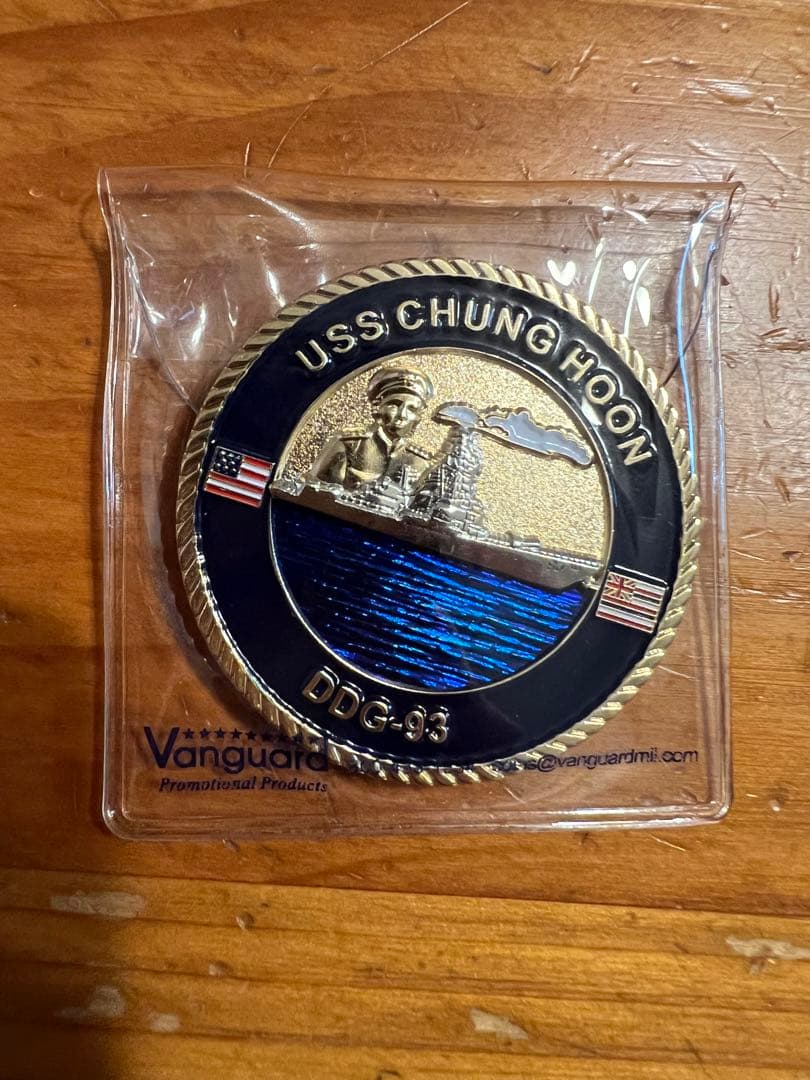 USS CHUNG HOON
DDG-93
Vanguard
Promotional Products
@vanguardmil.com